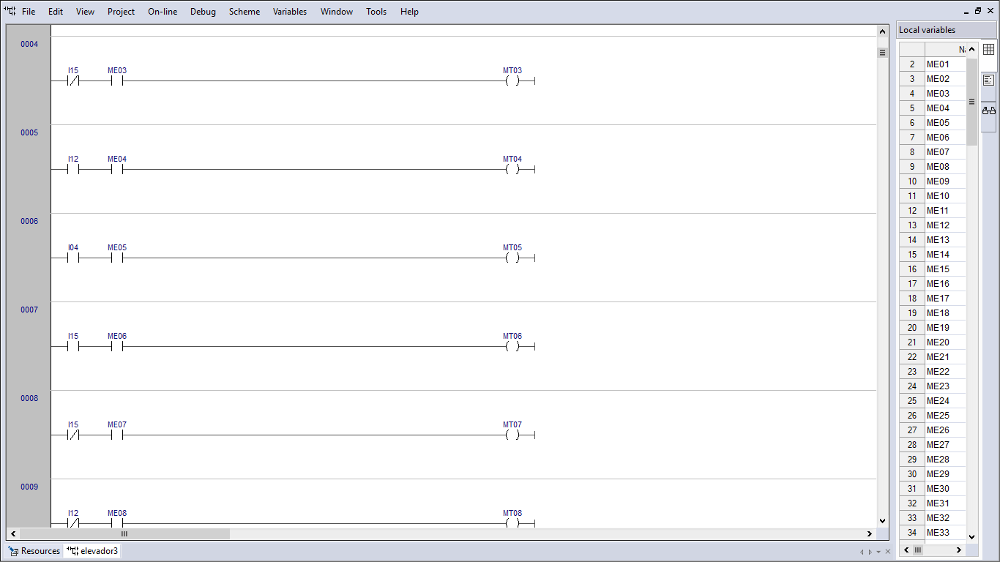 File Edit View Project On-line Debug Scheme Variables Window Tools Help
0004
I15 ME03 MT03
0005
I12 ME04 MT04
0006
I04 ME05 MT05
0007
I15 ME06 MT06
0008
I15 ME07 MT07
0009
I12 ME08 MT08
Resources elevador3
Local variables
Na
2 ME01
3 ME02
4 ME03
5 ME04
6 ME05
7 ME06
8 ME07
9 ME08
10 ME09
11 ME10
12 ME11
13 ME12
14 ME13
15 ME14
16 ME15
17 ME16
18 ME17
19 ME18
20 ME19
21 ME20
22 ME21
23 ME22
24 ME23
25 ME24
26 ME25
27 ME26
28 ME27
29 ME28
30 ME29
31 ME30
32 ME31
33 ME32
34 ME33